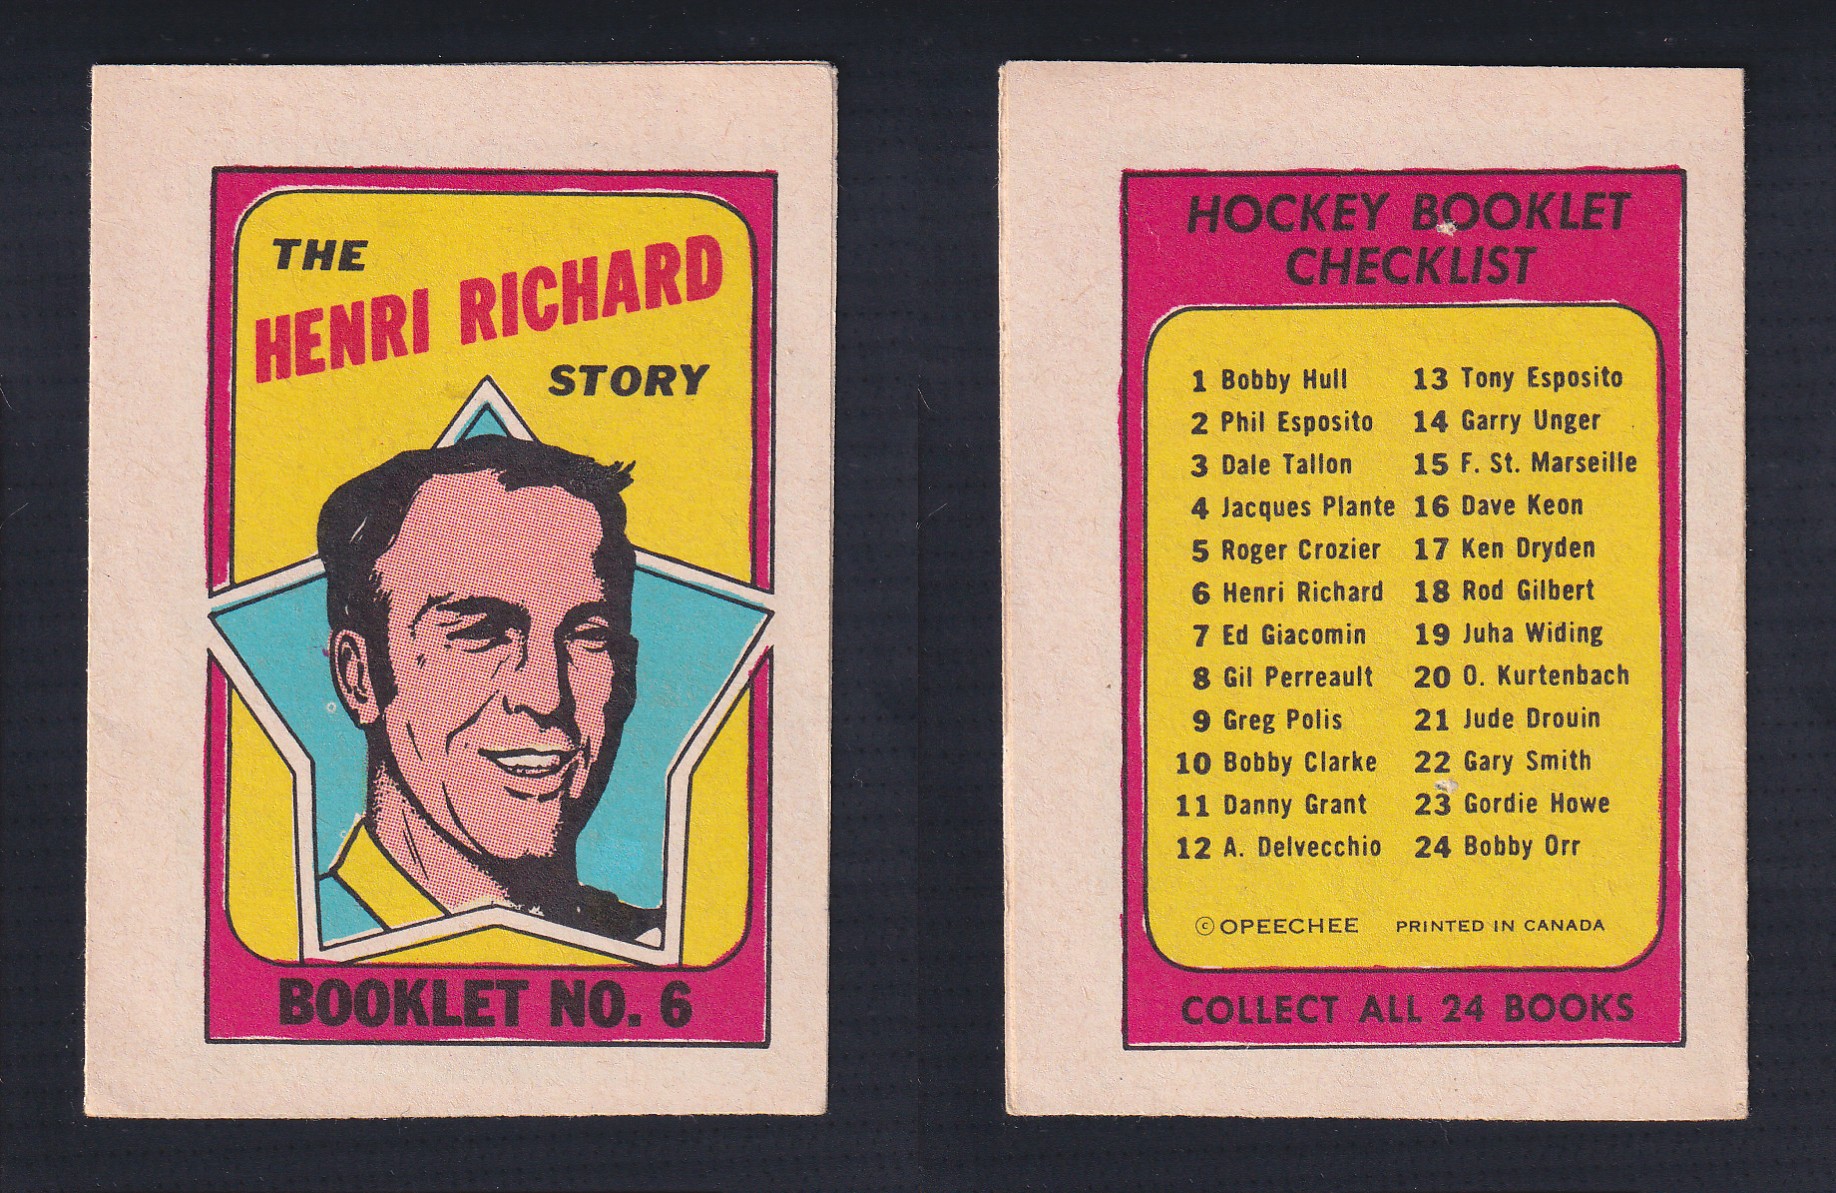 THE
HENRI RICHARD
STORY
BOOKLET NO. 6
HOCKEY BOOKLET
CHECKLIST
1 Bobby Hull
2 Phil Esposito
3 Dale Tallon
4 Jacques Plante
5 Roger Crozier
6 Henri Richard
7 Ed Giacomin
8 Gil Perreault
9 Greg Polis
10 Bobby Clarke
11 Danny Grant
12 A. Delvecchio
13 Tony Esposito
14 Garry Unger
15 F. St. Marseille
16 Dave Keon
17 Ken Dryden
18 Rod Gilbert
19 Juha Widing
20 O. Kurtenbach
21 Jude Drouin
22 Gary Smith
23 Gordie Howe
24 Bobby Orr
© OPEECHEE PRINTED IN CANADA
COLLECT ALL 24 BOOKS